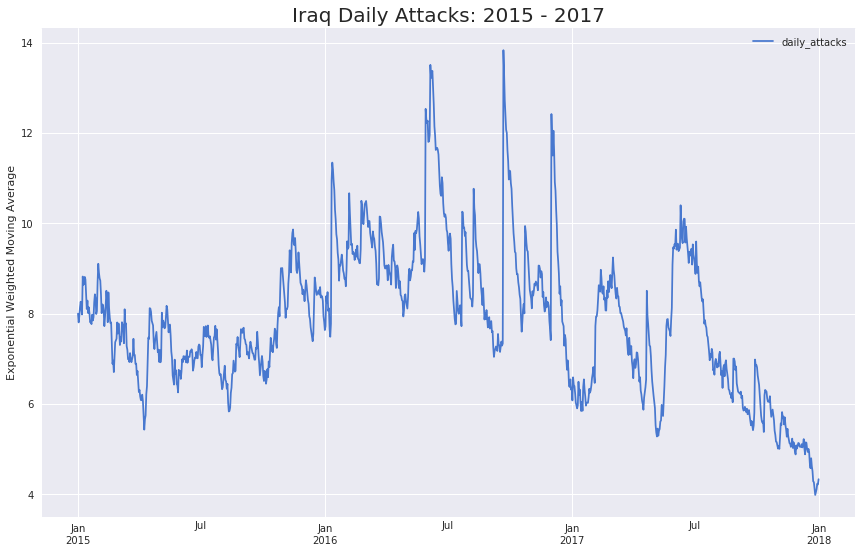 Iraq Daily Attacks: 2015 - 2017
daily_attacks
Exponential Weighted Moving Average
14
12
10
8
6
4
Jan
2015
Jul
Jan
2016
Jul
Jan
2017
Jul
Jan
2018